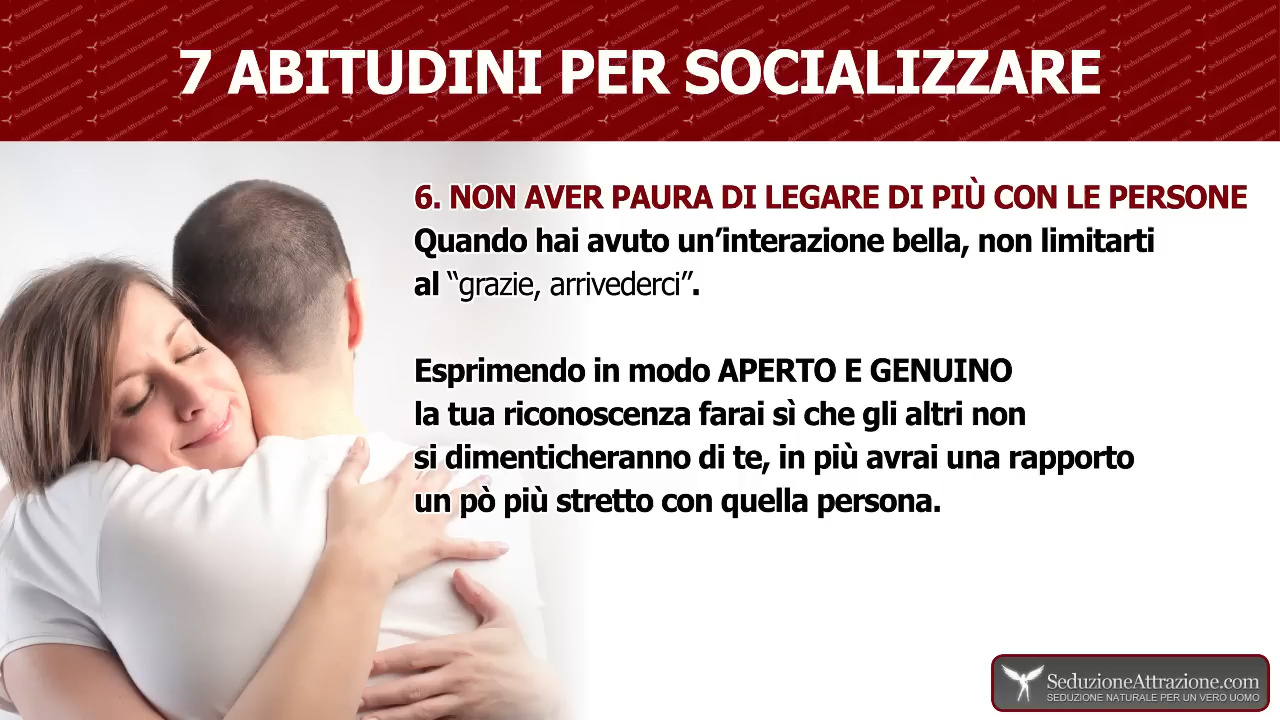 7 ABITUDINI PER SOCIALIZZARE
6. NON AVER PAURA DI LEGARE DI PIÙ CON LE PERSONE
Quando hai avuto un’interazione bella, non limitarti
al “grazie, arrivederci”.
Esprimendo in modo APERTO E GENUINO
la tua riconoscenza farai sì che gli altri non
si dimenticheranno di te, in più avrai una rapporto
un pò più stretto con quella persona.
SeduzioneAttrazione.com
SEDUZIONE NATURALE PER UN VERO UOMO